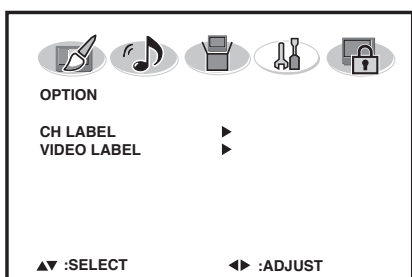 OPTION
CH LABEL ▶
VIDEO LABEL ▶
▲▼ :SELECT ◀▶ :ADJUST